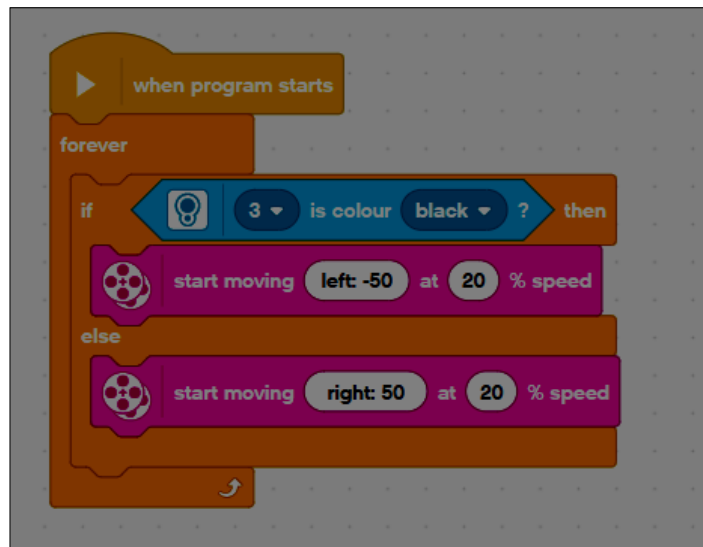 when program starts
forever
if 3 is colour black ? then
start moving left: -50 at 20 % speed
else
start moving right: 50 at 20 % speed